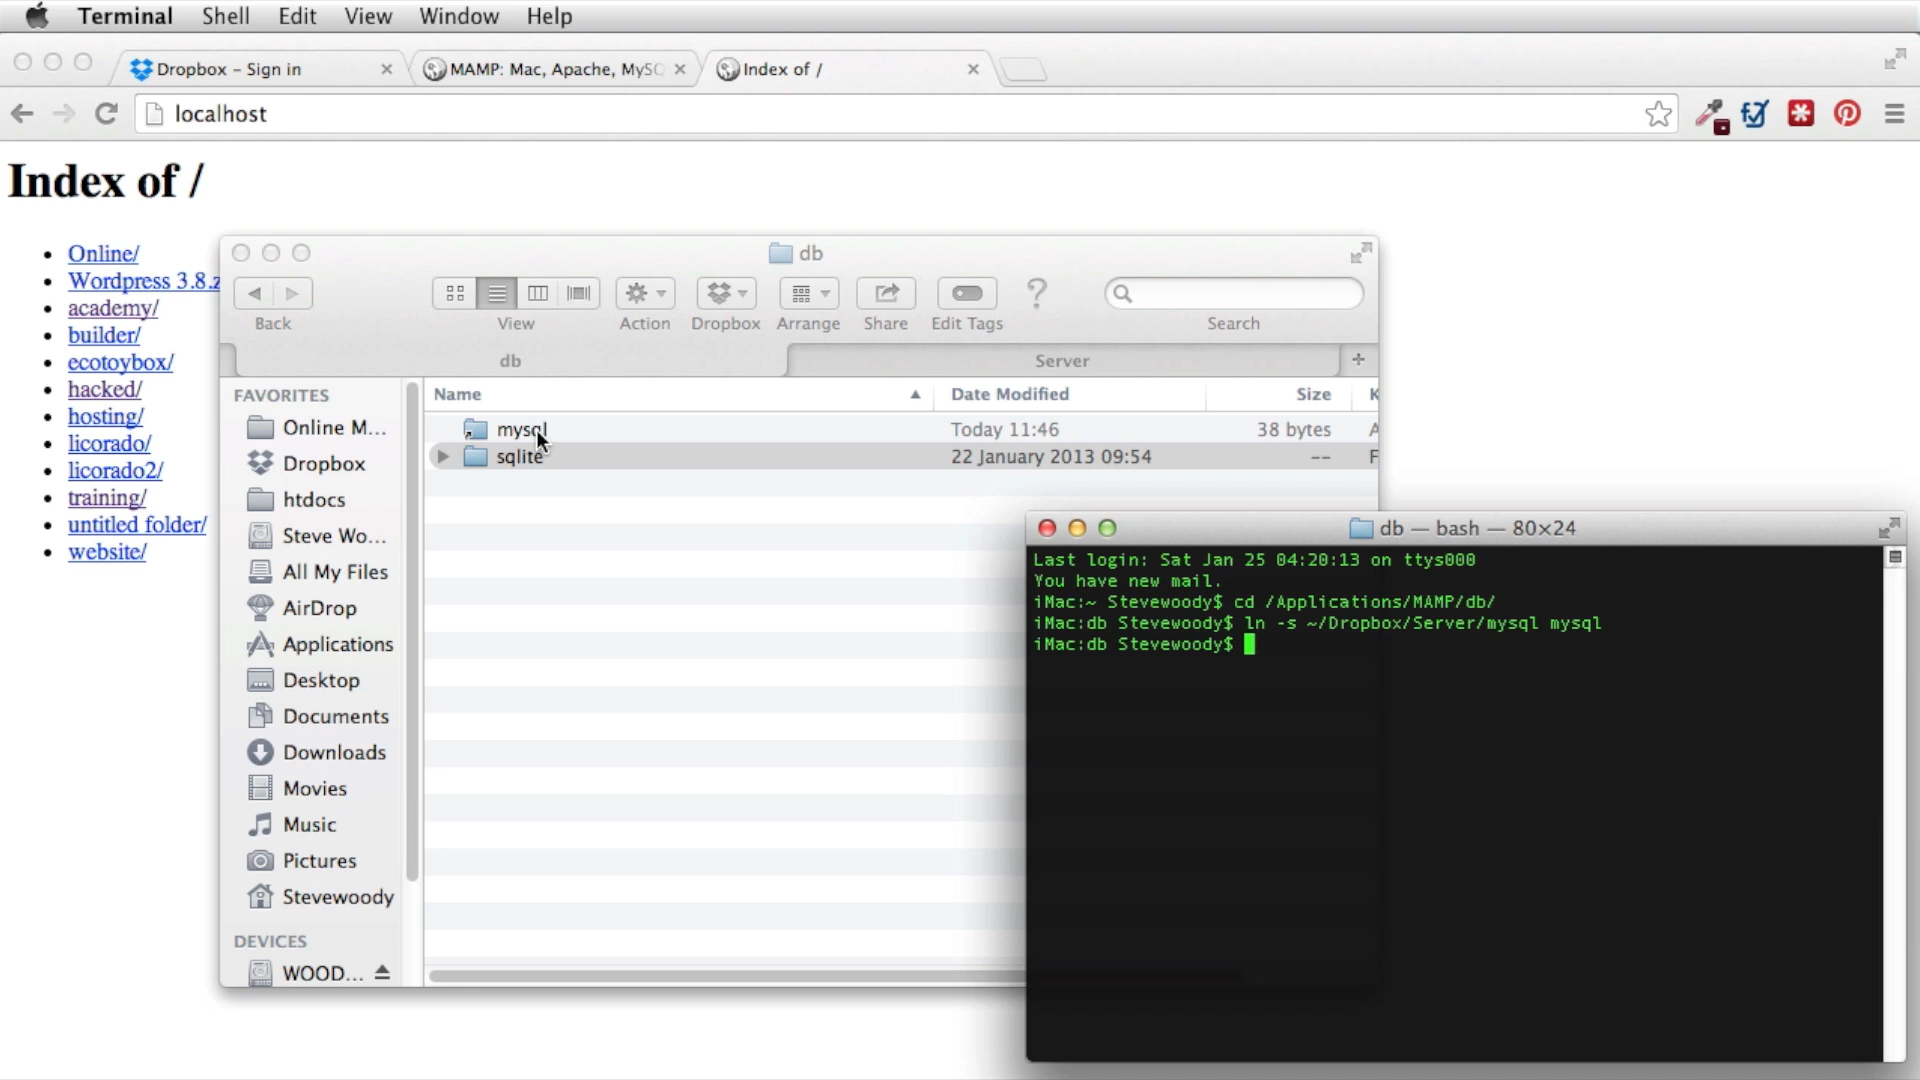 Terminal Shell Edit View Window Help
Dropbox – Sign in
MAMP: Mac, Apache, MySQ
Index of /
localhost
Index of /
Online/
Wordpress 3.8.z
academy/
builder/
ecotoybox/
hacked/
hosting/
licorado/
licorado2/
training/
untitled folder/
website/
db
Back View Action Dropbox Arrange Share Edit Tags Search
db Server
FAVORITES
Online M...
Dropbox
htdocs
Steve Wo...
All My Files
AirDrop
Applications
Desktop
Documents
Downloads
Movies
Music
Pictures
Stevewoody
DEVICES
WOOD...
Name Date Modified Size K
mysql Today 11:46 38 bytes A
sqlite 22 January 2013 09:54 -- F
db — bash — 80×24
Last login: Sat Jan 25 04:20:13 on ttys000
You have new mail.
iMac:~ Stevewoody$ cd /Applications/MAMP/db/
iMac:db Stevewoody$ ln -s ~/Dropbox/Server/mysql mysql
iMac:db Stevewoody$